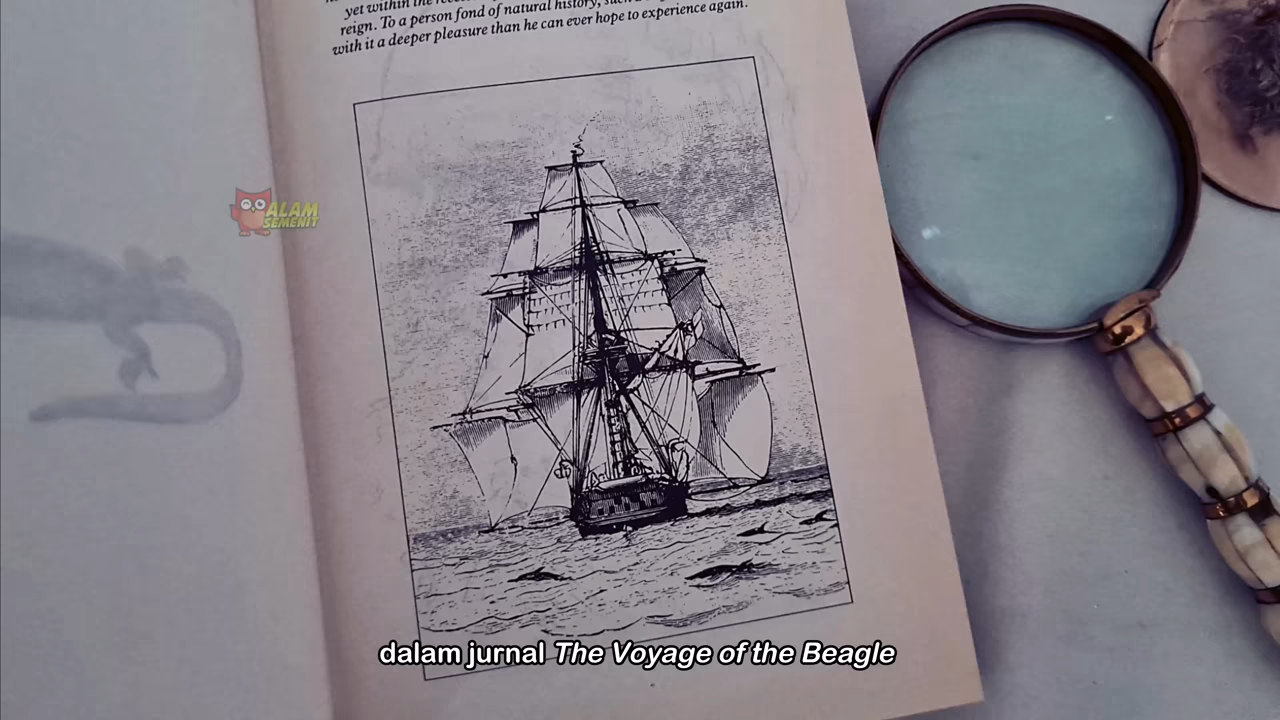 yet within the
reign. To a person fond of natural history, such a
with it a deeper pleasure than he can ever hope to experience again.
ALAM
SEMENIT
dalam jurnal The Voyage of the Beagle